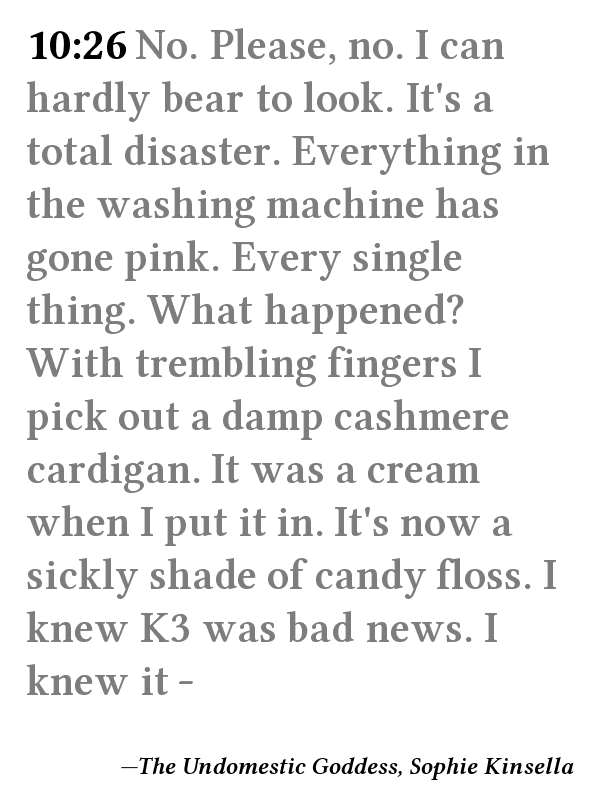 10:26 No. Please, no. I can
hardly bear to look. It's a
total disaster. Everything in
the washing machine has
gone pink. Every single
thing. What happened?
With trembling fingers I
pick out a damp cashmere
cardigan. It was a cream
when I put it in. It's now a
sickly shade of candy floss. I
knew K3 was bad news. I
knew it –
—The Undomestic Goddess, Sophie Kinsella